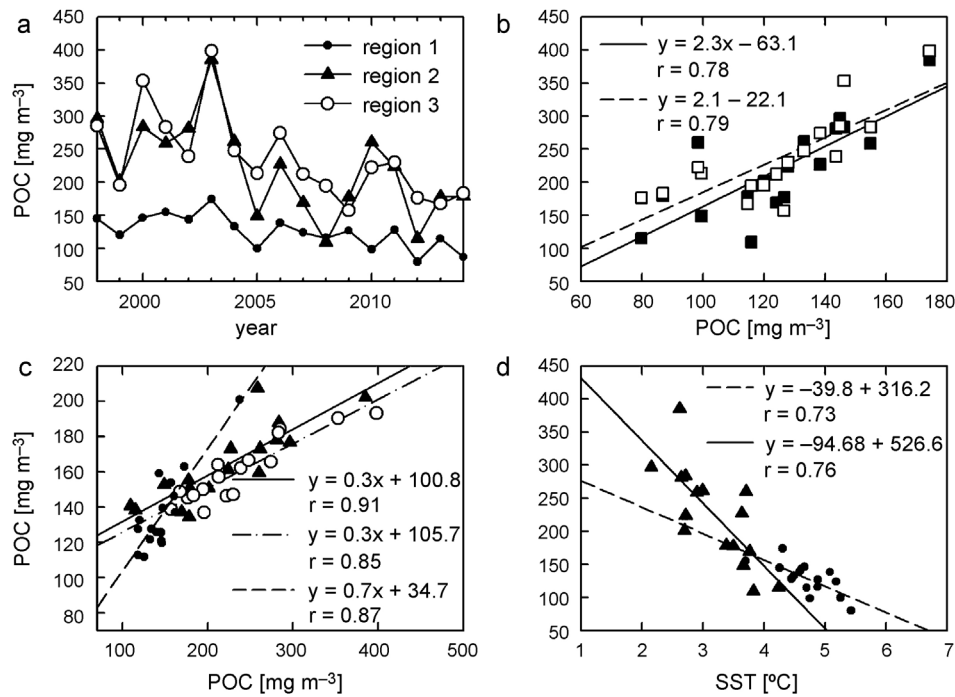 a
450
400
350
300
250
200
150
100
50
POC [mg m⁻³]
2000
2005
2010
year
region 1
region 2
region 3
b
450
400
350
300
250
200
150
100
50
y = 2.3x – 63.1
r = 0.78
y = 2.1 – 22.1
r = 0.79
60
80
100
120
140
160
180
POC [mg m⁻³]
c
220
200
180
160
140
120
100
80
POC [mg m⁻³]
y = 0.3x + 100.8
r = 0.91
y = 0.3x + 105.7
r = 0.85
y = 0.7x + 34.7
r = 0.87
100
200
300
400
500
POC [mg m⁻³]
d
450
400
350
300
250
200
150
100
50
y = –39.8 + 316.2
r = 0.73
y = –94.68 + 526.6
r = 0.76
1
2
3
4
5
6
7
SST [ºC]